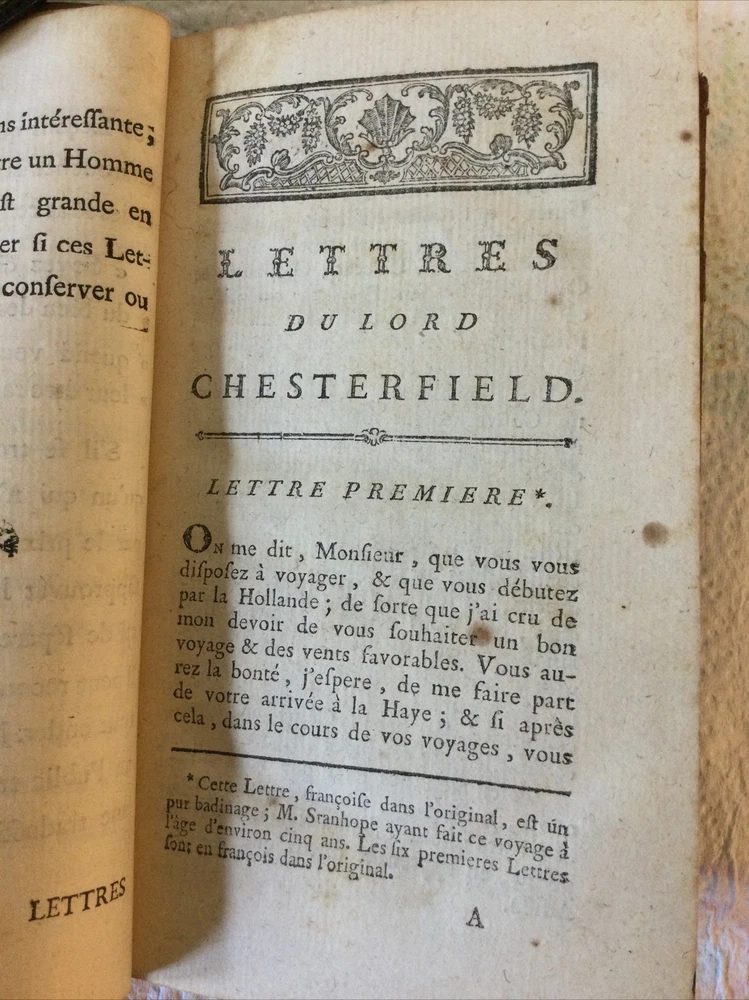 ns intéreſſante;
re un Homme
ſt grande en
er ſi ces Let-
conſerver ou
LETTRES
LETTRES
DU LORD
CHESTERFIELD.
LETTRE PREMIERE*.
ON me dit, Monſieur, que vous vous
diſpoſez à voyager, & que vous débutez
par la Hollande; de ſorte que j'ai cru de
mon devoir de vous ſouhaiter un bon
voyage & des vents favorables. Vous au-
rez la bonté, j'eſpere, de me faire part
de votre arrivée à la Haye; & ſi après
cela, dans le cours de vos voyages, vous
* Cette Lettre, françoiſe dans l'original, eſt un
pur badinage; M. Sranhope ayant fait ce voyage à
l'âge d'environ cinq ans. Les ſix premieres Lettres
ſont en françois dans l'original.
A